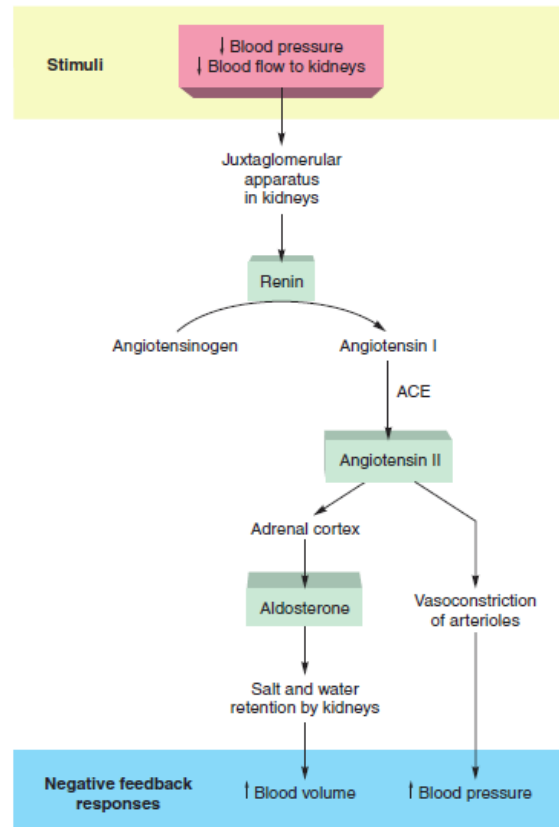 Stimuli
↓ Blood pressure
↓ Blood flow to kidneys
Juxtaglomerular
apparatus
in kidneys
Renin
Angiotensinogen
Angiotensin I
ACE
Angiotensin II
Adrenal cortex
Aldosterone
Vasoconstriction
of arterioles
Salt and water
retention by kidneys
Negative feedback
responses
↑ Blood volume
↑ Blood pressure